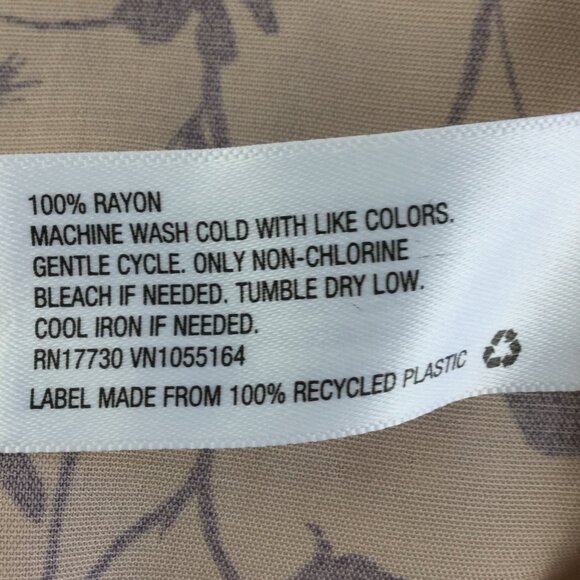 100% RAYON
MACHINE WASH COLD WITH LIKE COLORS.
GENTLE CYCLE. ONLY NON-CHLORINE
BLEACH IF NEEDED. TUMBLE DRY LOW.
COOL IRON IF NEEDED.
RN17730 VN1055164
LABEL MADE FROM 100% RECYCLED PLASTIC